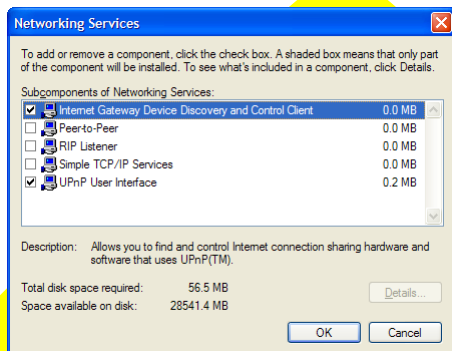 Networking Services
To add or remove a component, click the check box. A shaded box means that only part
of the component will be installed. To see what's included in a component, click Details.
Subcomponents of Networking Services:
Internet Gateway Device Discovery and Control Client 0.0 MB
Peer-to-Peer 0.0 MB
RIP Listener 0.0 MB
Simple TCP/IP Services 0.0 MB
UPnP User Interface 0.2 MB
Description: Allows you to find and control Internet connection sharing hardware and
software that uses UPnP(TM).
Total disk space required: 56.5 MB
Space available on disk: 28541.4 MB
Details...
OK Cancel